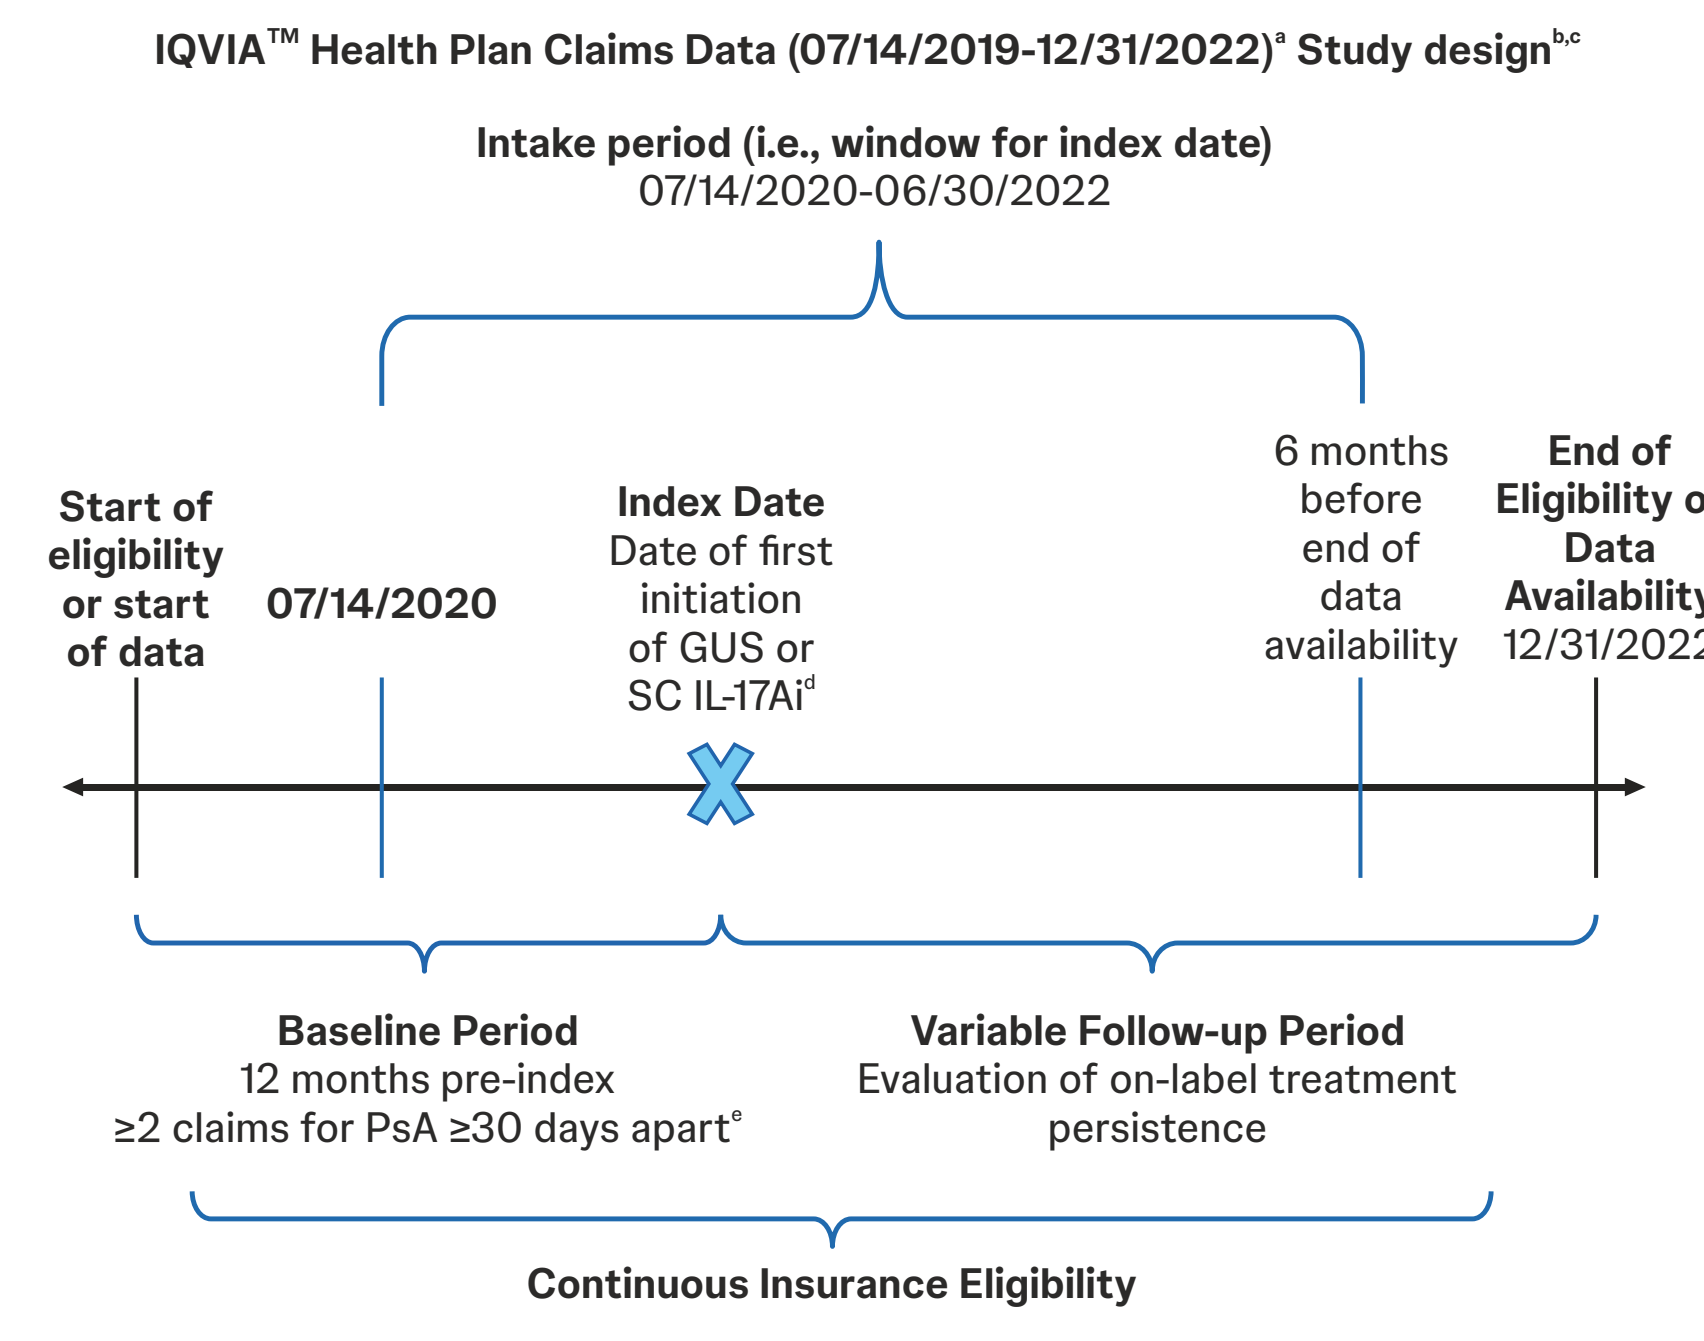 IQVIA™ Health Plan Claims Data (07/14/2019-12/31/2022)ᵃ Study designᵇ,ᶜ
Intake period (i.e., window for index date)
07/14/2020-06/30/2022
Start of
eligibility
or start
of data
07/14/2020
Index Date
Date of first
initiation
of GUS or
SC IL-17Aiᵈ
6 months
before
end of
data
availability
End of
Eligibility o
Data
Availability
12/31/2022
Baseline Period
12 months pre-index
≥2 claims for PsA ≥30 days apartᵉ
Variable Follow-up Period
Evaluation of on-label treatment
persistence
Continuous Insurance Eligibility